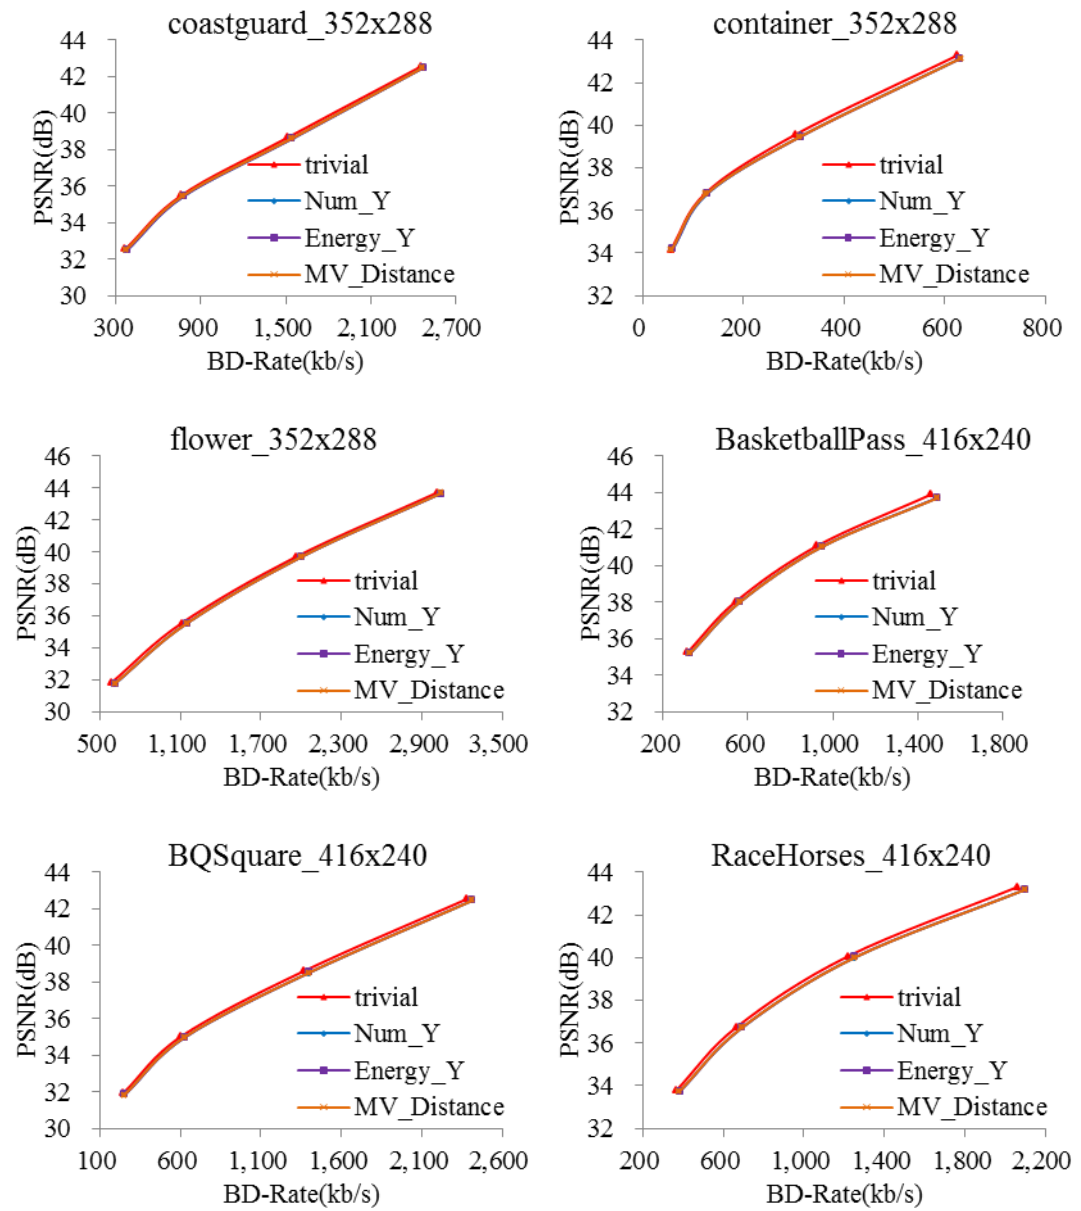 coastguard_352x288
44
42
40
38
36
34
32
30
PSNR(dB)
trivial
Num_Y
Energy_Y
MV_Distance
300 900 1,500 2,100 2,700
BD-Rate(kb/s)
container_352x288
44
42
40
38
36
34
32
PSNR(dB)
trivial
Num_Y
Energy_Y
MV_Distance
0 200 400 600 800
BD-Rate(kb/s)
flower_352x288
46
44
42
40
38
36
34
32
30
PSNR(dB)
trivial
Num_Y
Energy_Y
MV_Distance
500 1,100 1,700 2,300 2,900 3,500
BD-Rate(kb/s)
BasketballPass_416x240
46
44
42
40
38
36
34
32
PSNR(dB)
trivial
Num_Y
Energy_Y
MV_Distance
200 600 1,000 1,400 1,800
BD-Rate(kb/s)
BQSquare_416x240
44
42
40
38
36
34
32
30
PSNR(dB)
trivial
Num_Y
Energy_Y
MV_Distance
100 600 1,100 1,600 2,100 2,600
BD-Rate(kb/s)
RaceHorses_416x240
44
42
40
38
36
34
32
PSNR(dB)
trivial
Num_Y
Energy_Y
MV_Distance
200 600 1,000 1,400 1,800 2,200
BD-Rate(kb/s)